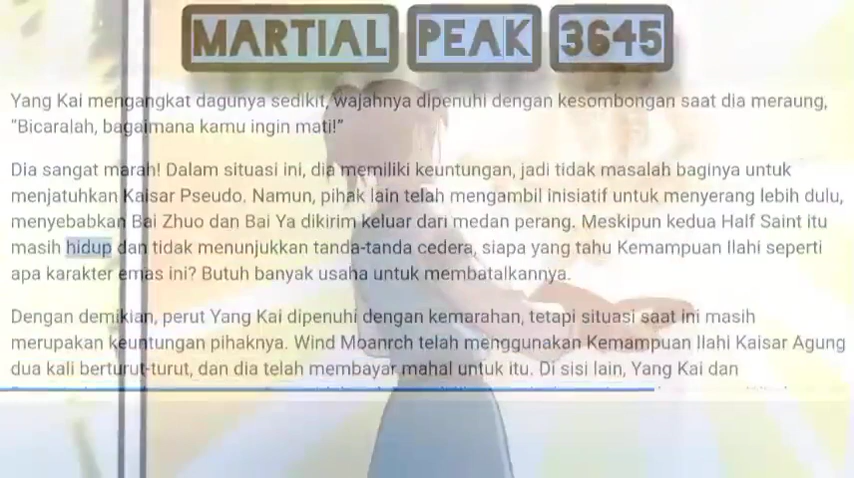 MARTIAL PEAK 3645
Yang Kai mengangkat dagunya sedikit, wajahnya dipenuhi dengan kesombongan saat dia meraung,
“Bicaralah, bagaimana kamu ingin mati!”
Dia sangat marah! Dalam situasi ini, dia memiliki keuntungan, jadi tidak masalah baginya untuk
menjatuhkan Kaisar Pseudo. Namun, pihak lain telah mengambil inisiatif untuk menyerang lebih dulu,
menyebabkan Bai Zhuo dan Bai Ya dikirim keluar dari medan perang. Meskipun kedua Half Saint itu
masih hidup dan tidak menunjukkan tanda-tanda cedera, siapa yang tahu Kemampuan Ilahi seperti
apa karakter emas ini? Butuh banyak usaha untuk membatalkannya.
Dengan demikian, perut Yang Kai dipenuhi dengan kemarahan, tetapi situasi saat ini masih
merupakan keuntungan pihaknya. Wind Moanrch telah menggunakan Kemampuan Ilahi Kaisar Agung
dua kali berturut-turut, dan dia telah membayar mahal untuk itu. Di sisi lain, Yang Kai dan